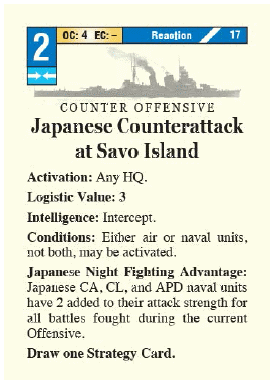 2
OC: 4 EC: – Reaction 17
COUNTER OFFENSIVE
Japanese Counterattack
at Savo Island
Activation: Any HQ.
Logistic Value: 3
Intelligence: Intercept.
Conditions: Either air or naval units,
not both, may be activated.
Japanese Night Fighting Advantage:
Japanese CA, CL, and APD naval units
have 2 added to their attack strength for
all battles fought during the current
Offensive.
Draw one Strategy Card.